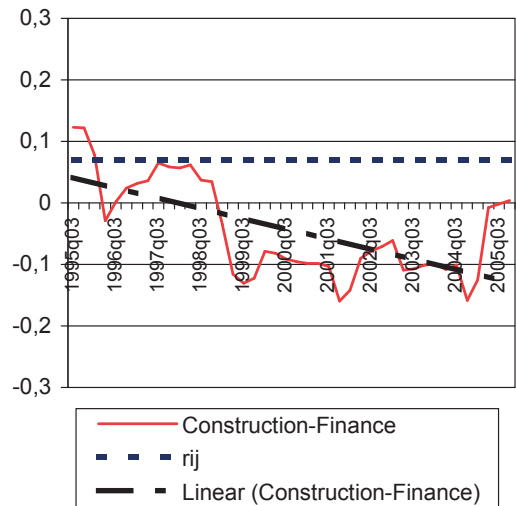 0,3
0,2
0,1
0
-0,1
-0,2
-0,3
1995q03
1996q03
1997q03
1998q03
1999q03
2000q03
2001q03
2002q03
2003q03
2004q03
2005q03
Construction-Finance
rij
Linear (Construction-Finance)